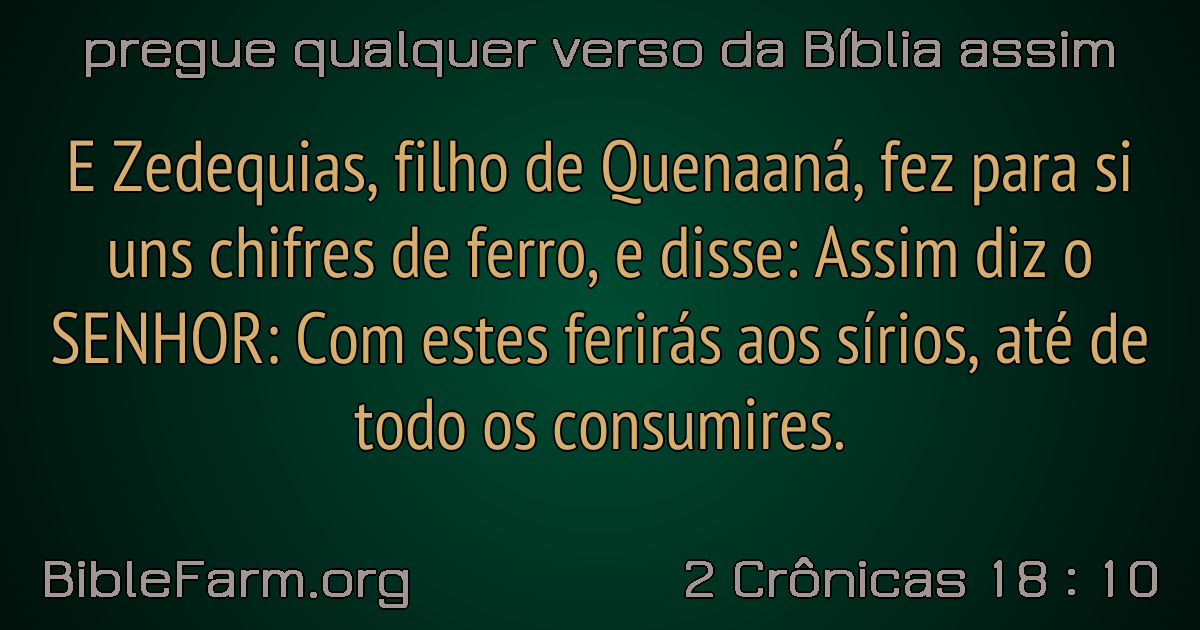 pregue qualquer verso da Bíblia assim
E Zedequias, filho de Quenaaná, fez para si
uns chifres de ferro, e disse: Assim diz o
SENHOR: Com estes ferirás aos sírios, até de
todo os consumires.
BibleFarm.org
2 Crônicas 18 : 10